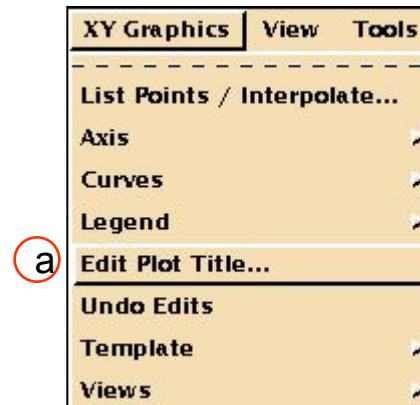 XY Graphics View Tools
List Points / Interpolate...
Axis
Curves
Legend
a Edit Plot Title...
Undo Edits
Template
Views